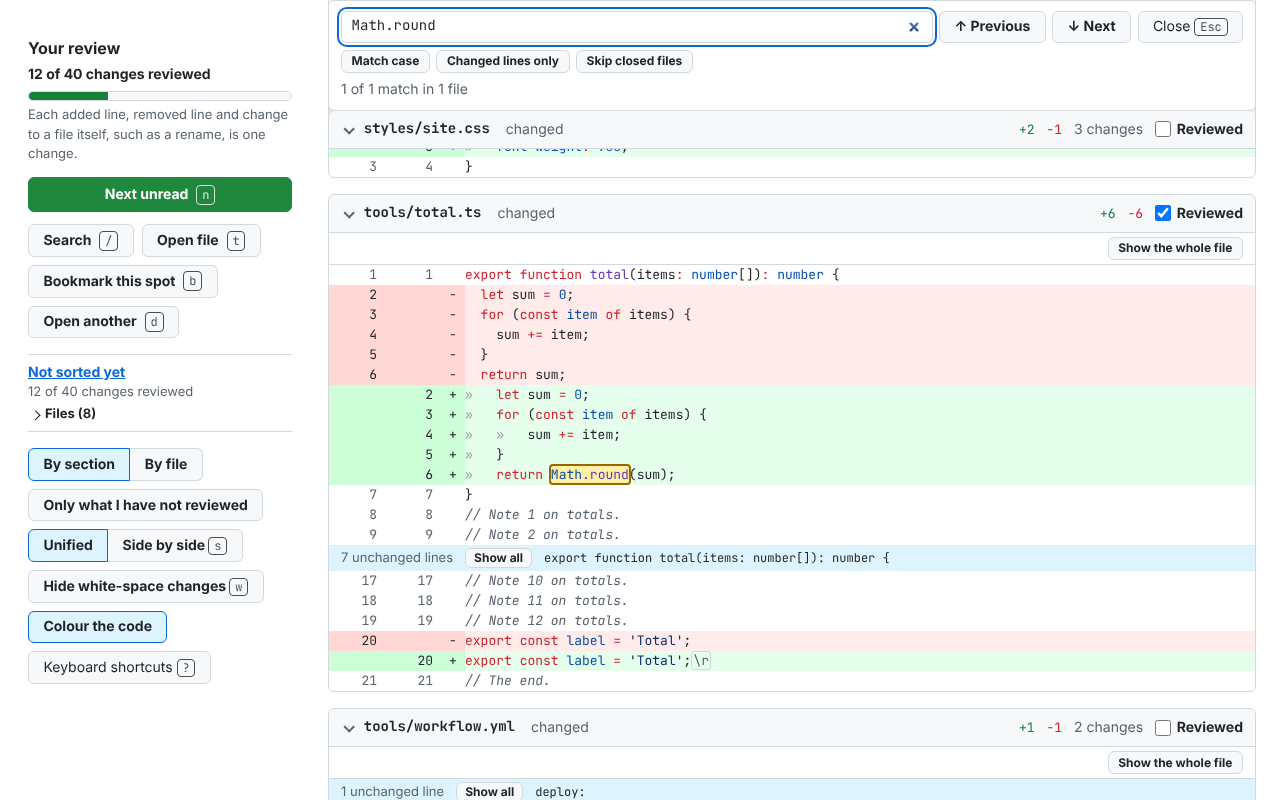 Your review
12 of 40 changes reviewed
Each added line, removed line and change
to a file itself, such as a rename, is one
change.
Next unread n
Search / Open file t
Bookmark this spot b
Open another d
Not sorted yet
12 of 40 changes reviewed
Files (8)
By section By file
Only what I have not reviewed
Unified Side by side s
Hide white-space changes w
Colour the code
Keyboard shortcuts ?
Math.round × ↑ Previous ↓ Next Close Esc
Match case Changed lines only Skip closed files
1 of 1 match in 1 file
styles/site.css changed +2 -1 3 changes Reviewed
3 4 }
tools/total.ts changed +6 -6 Reviewed
Show the whole file
1 1 export function total(items: number[]): number {
2 - let sum = 0;
3 - for (const item of items) {
4 - sum += item;
5 - }
6 - return sum;
2 + » let sum = 0;
3 + » for (const item of items) {
4 + » » sum += item;
5 + » }
6 + » return Math.round(sum);
7 7 }
8 8 // Note 1 on totals.
9 9 // Note 2 on totals.
7 unchanged lines Show all export function total(items: number[]): number {
17 17 // Note 10 on totals.
18 18 // Note 11 on totals.
19 19 // Note 12 on totals.
20 - export const label = 'Total';
20 + export const label = 'Total';\r
21 21 // The end.
tools/workflow.yml changed +1 -1 2 changes Reviewed
Show the whole file
1 unchanged line Show all deploy: